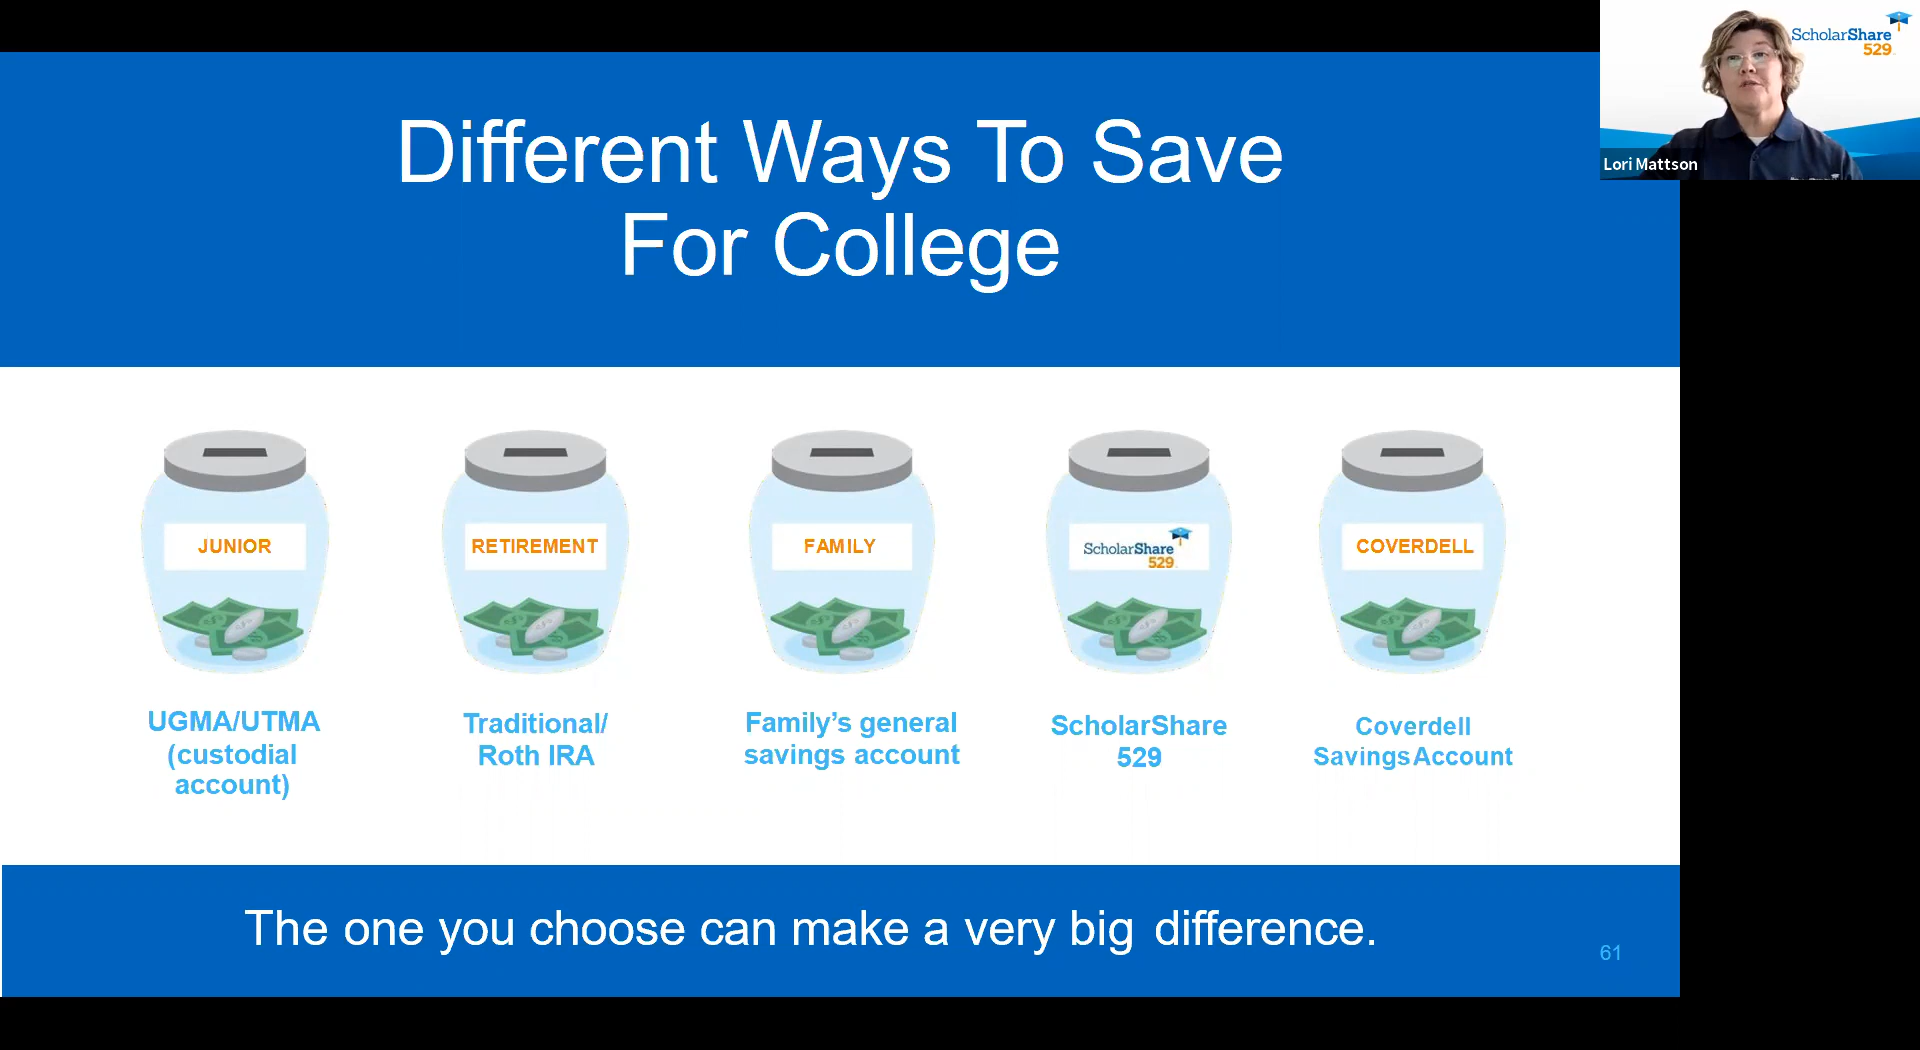 Different Ways To Save
For College
ScholarShare
529
Lori Mattson
JUNIOR
RETIREMENT
FAMILY
ScholarShare
529
COVERDELL
UGMA/UTMA
(custodial
account)
Traditional/
Roth IRA
Family’s general
savings account
ScholarShare
529
Coverdell
Savings Account
The one you choose can make a very big difference.
61